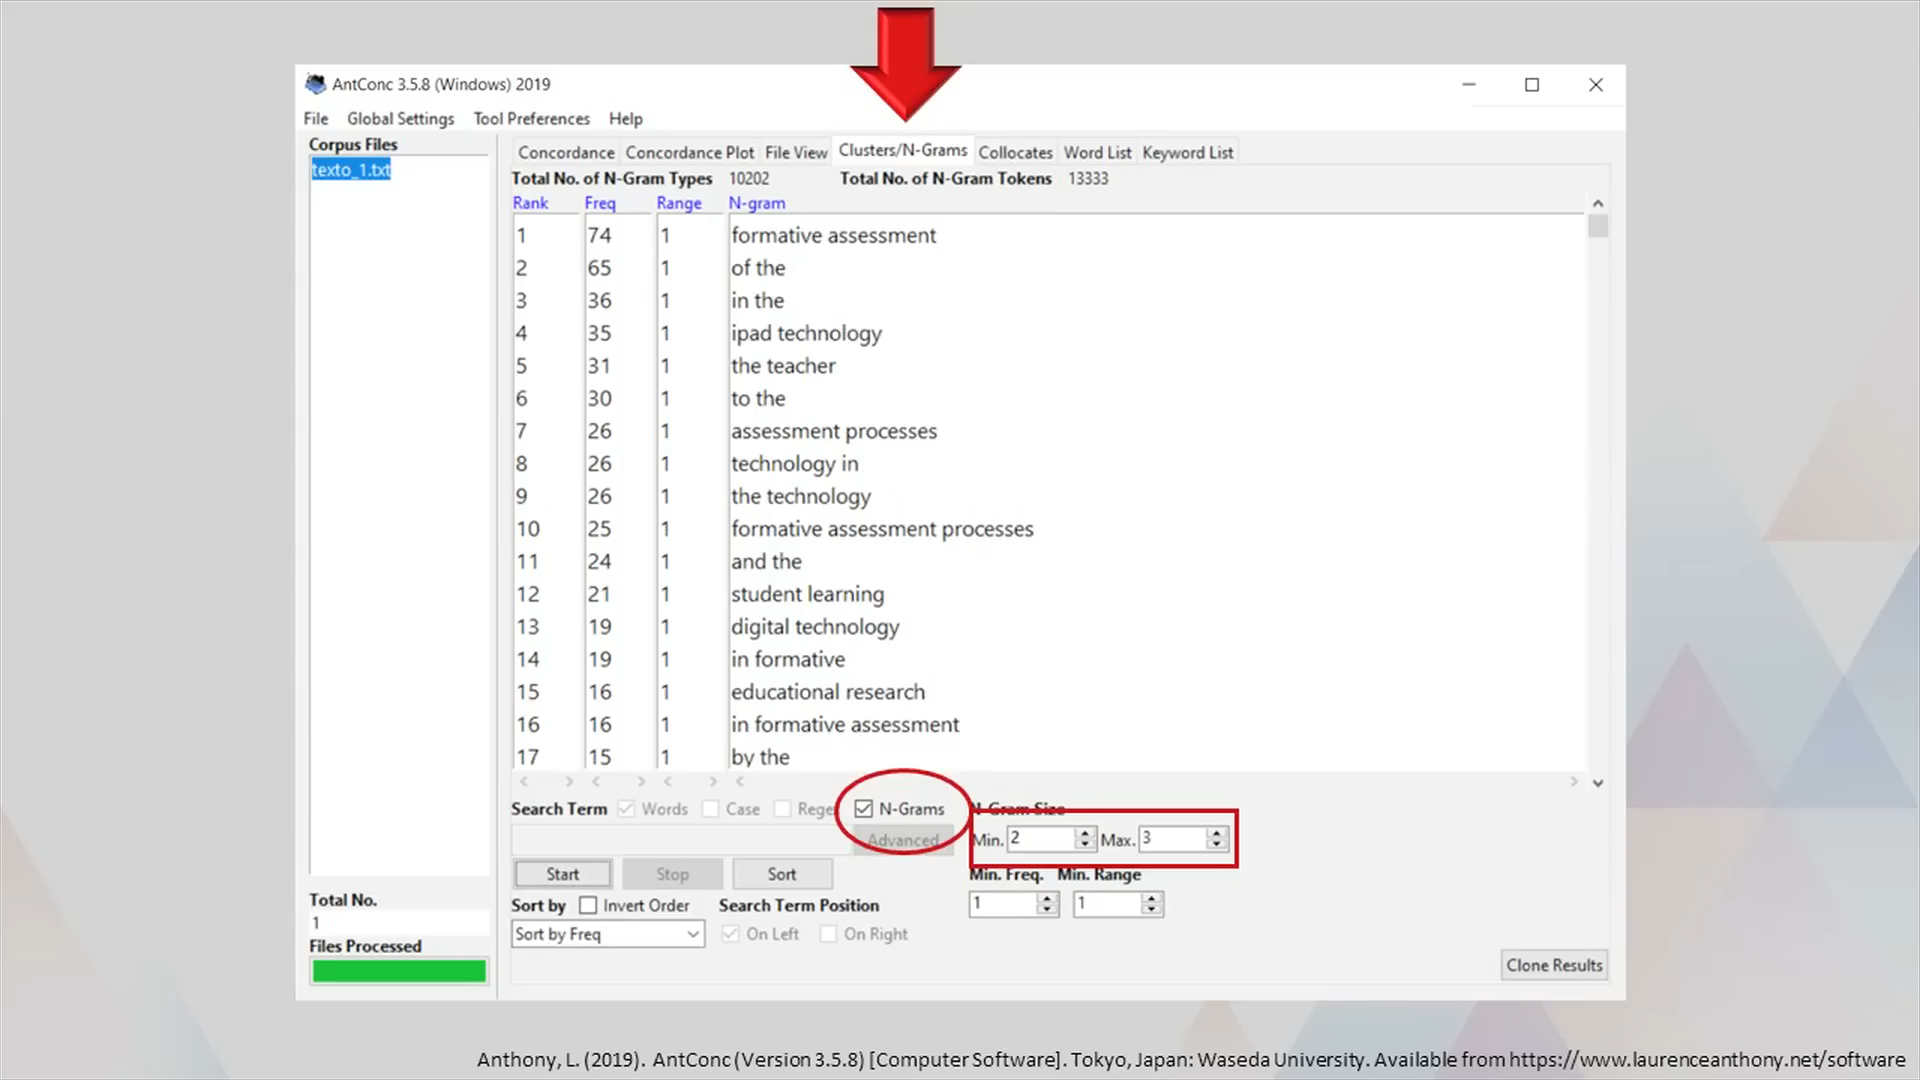 AntConc 3.5.8 (Windows) 2019
File Global Settings Tool Preferences Help
Corpus Files
texto_1.txt
Concordance Concordance Plot File View Clusters/N-Grams Collocates Word List Keyword List
Total No. of N-Gram Types 10202 Total No. of N-Gram Tokens 13333
Rank Freq Range N-gram
1 74 1 formative assessment
2 65 1 of the
3 36 1 in the
4 35 1 ipad technology
5 31 1 the teacher
6 30 1 to the
7 26 1 assessment processes
8 26 1 technology in
9 26 1 the technology
10 25 1 formative assessment processes
11 24 1 and the
12 21 1 student learning
13 19 1 digital technology
14 19 1 in formative
15 16 1 educational research
16 16 1 in formative assessment
17 15 1 by the
Search Term Words Case Rege N-Grams N-Gram Size
Advanced Min. 2 Max. 3
Start Stop Sort Min. Freq. Min. Range
Sort by Invert Order Search Term Position 1 1
Sort by Freq On Left On Right
Total No.
1
Files Processed
Clone Results
Anthony, L. (2019). AntConc (Version 3.5.8) [Computer Software]. Tokyo, Japan: Waseda University. Available from https://www.laurenceanthony.net/software